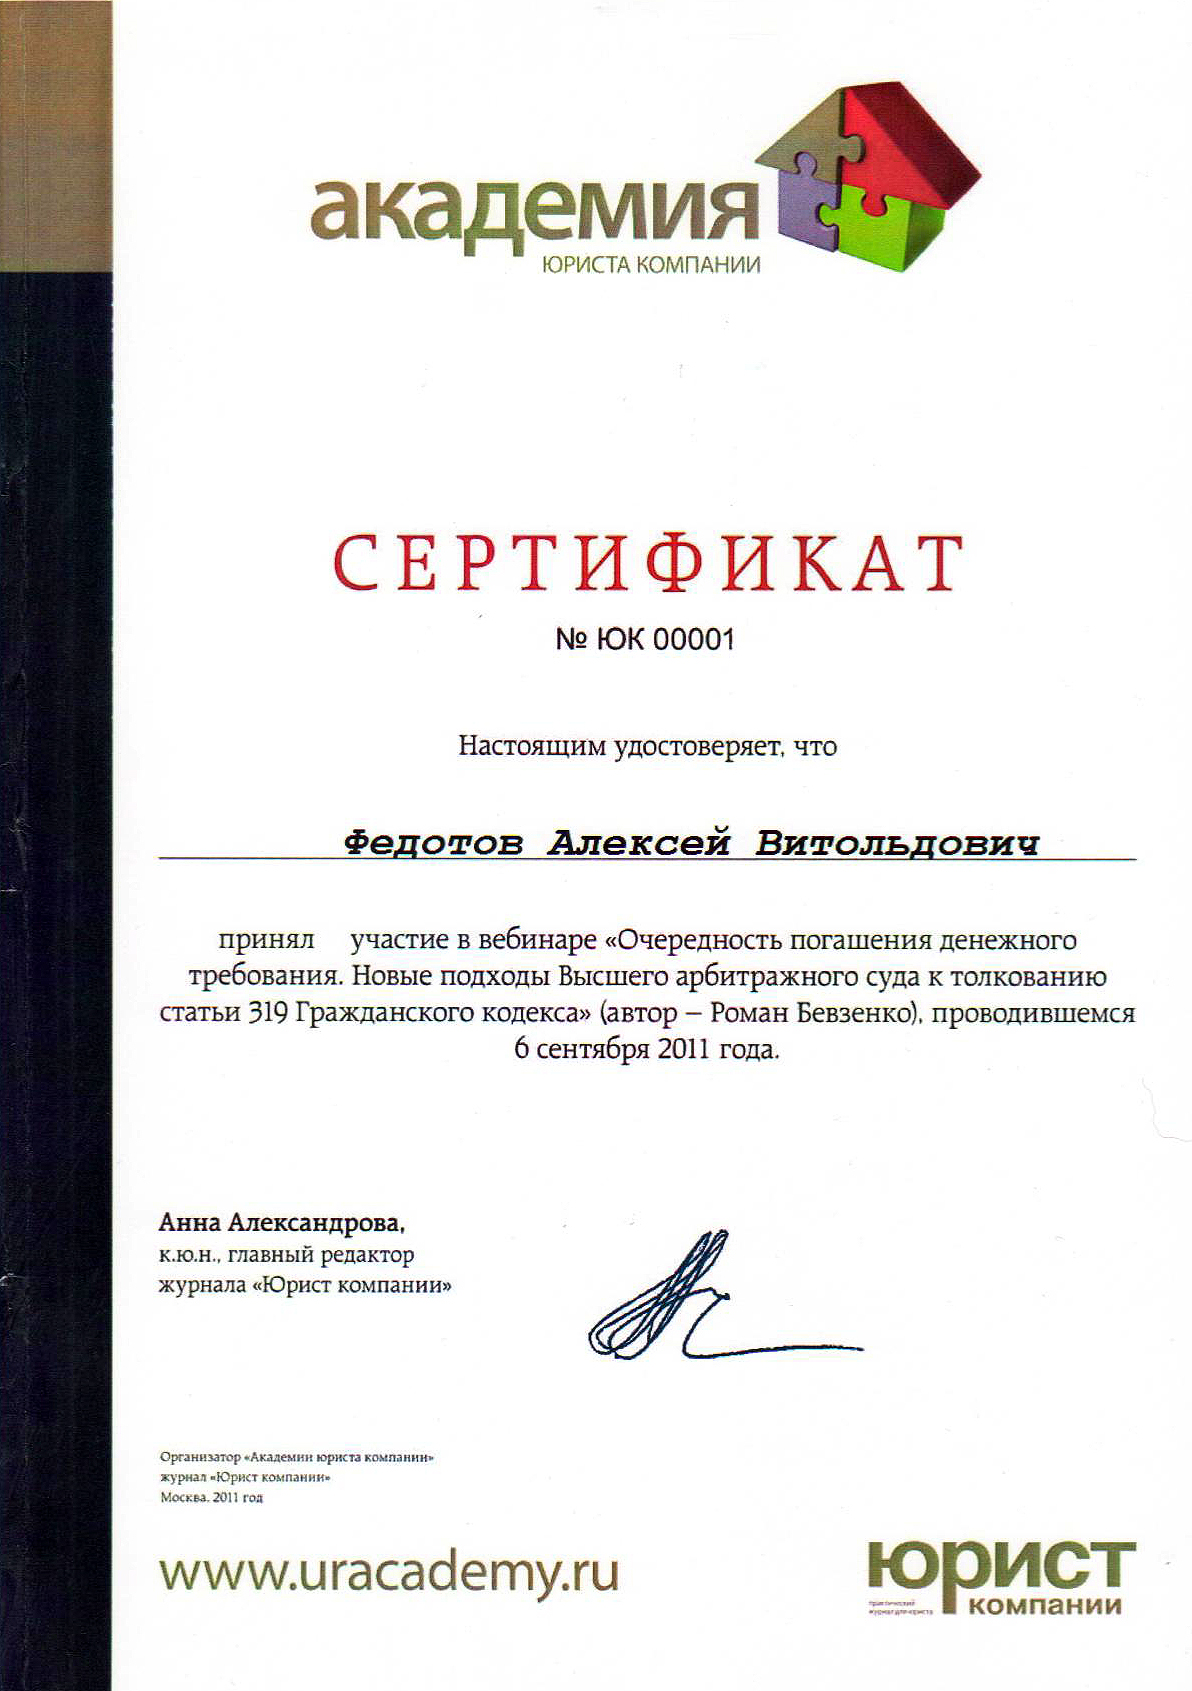 академия
ЮРИСТА КОМПАНИИ
СЕРТИФИКАТ
№ ЮК 00001
Настоящим удостоверяет, что
Федотов Алексей Витольдович
принял участие в вебинаре «Очередность погашения денежного
требования. Новые подходы Высшего арбитражного суда к толкованию
статьи 319 Гражданского кодекса» (автор – Роман Бевзенко), проводившемся
6 сентября 2011 года.
Анна Александрова,
к.ю.н., главный редактор
журнала «Юрист компании»
Организатор «Академии юриста компании»
журнал «Юрист компании»
Москва. 2011 год
www.uracademy.ru
юрист
практический
журнал для юриста
компании